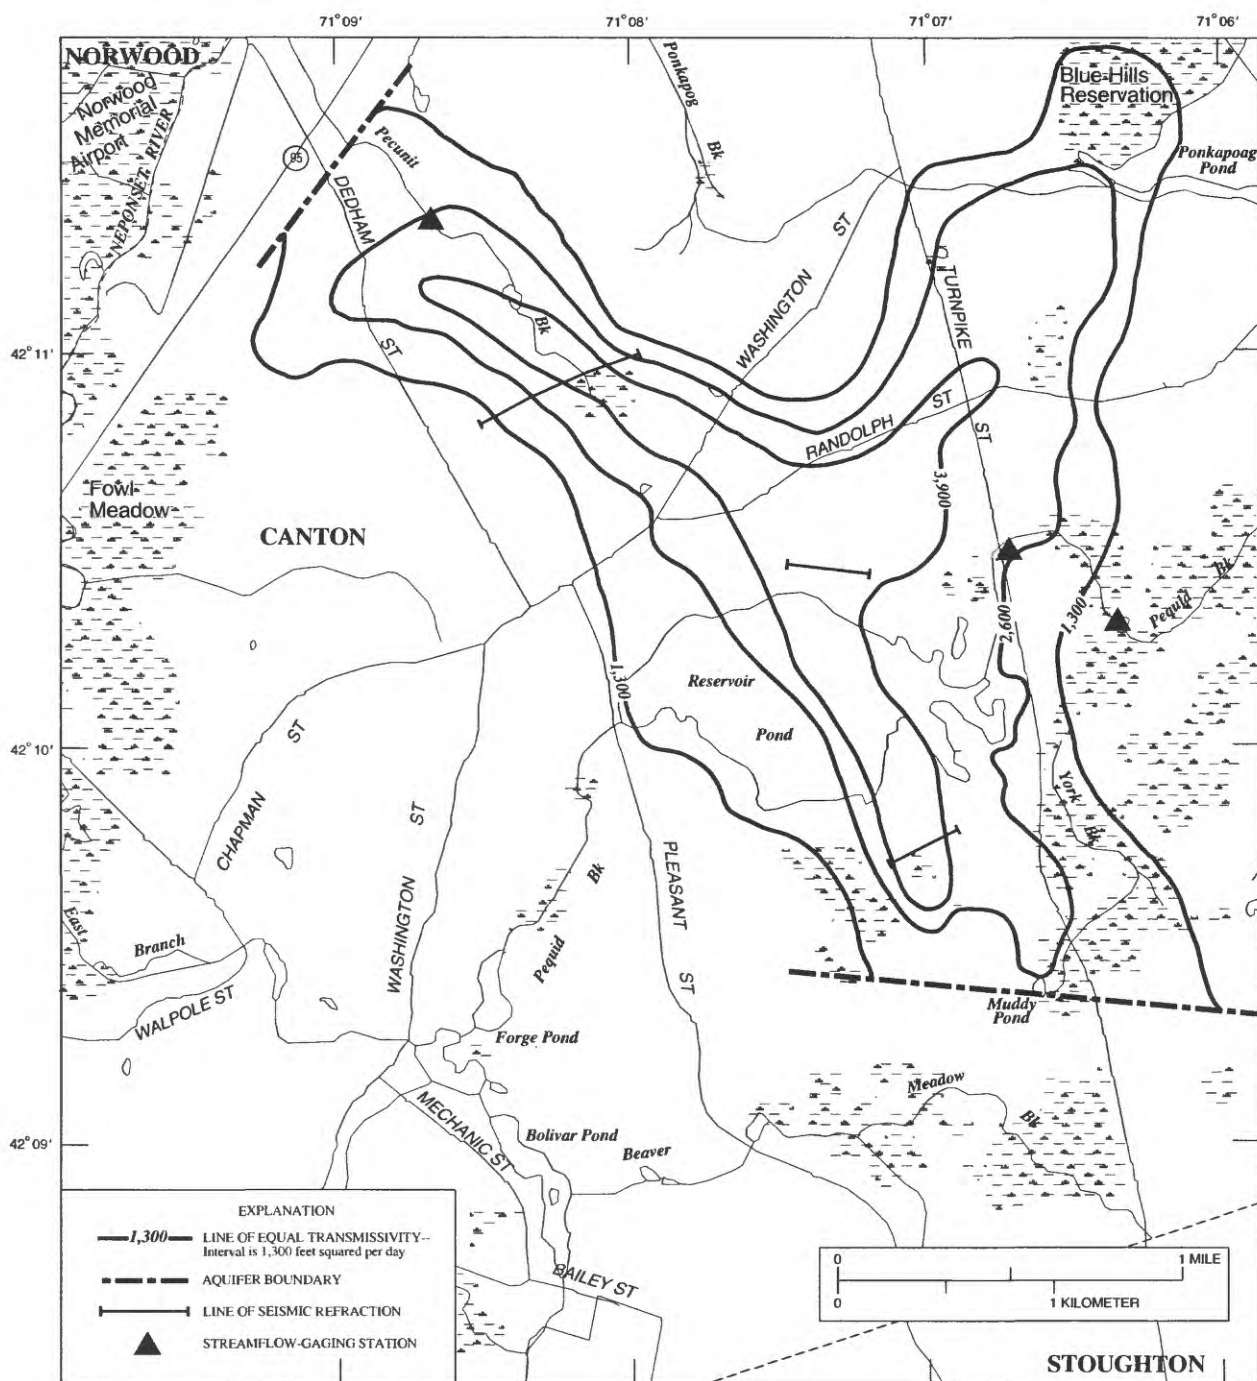 71°09'
71°08'
71°07'
71°06'
NORWOOD
Norwood
Memorial
Airport
NEPONSET RIVER
95
Pecunit
DEDHAM
Ponkapog
Bk
Blue Hills
Reservation
Ponkapoag
Pond
ST
WASHINGTON
TURNPIKE
42°11'
ST
Bk
RANDOLPH
ST
ST
3,900
Fowl
Meadow
CANTON
2,600
1,300
Pequid
Bk
1,300
Reservoir
Pond
ST
42°10'
CHAPMAN
ST
York
Bk
PLEASANT
ST
WASHINGTON
Bk
Pequid
East
Branch
WALPOLE ST
Muddy
Pond
Forge Pond
MECHANIC ST
Meadow
Bk
42°09'
Bolivar Pond
Beaver
EXPLANATION
1,300 LINE OF EQUAL TRANSMISSIVITY--
Interval is 1,300 feet squared per day
AQUIFER BOUNDARY
LINE OF SEISMIC REFRACTION
STREAMFLOW-GAGING STATION
BAILEY ST
0 1 MILE
0 1 KILOMETER
STOUGHTON